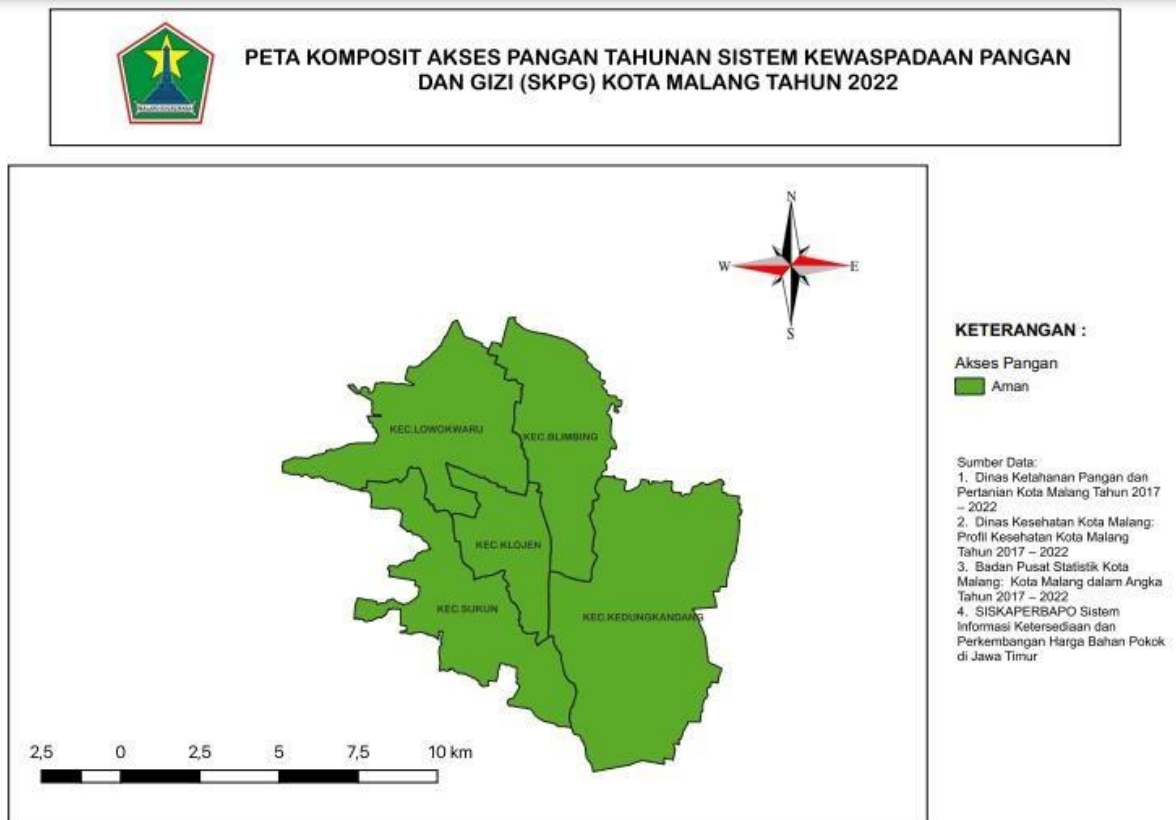 PETA KOMPOSIT AKSES PANGAN TAHUNAN SISTEM KEWASPADAAN PANGAN
DAN GIZI (SKPG) KOTA MALANG TAHUN 2022
N
W
E
S
KEC.LOWOKWARU
KEC.BLIMBING
KEC.KLOJEN
KEC.SUKUN
KEC.KEDUNGKANDANG
2,5 0 2,5 5 7,5 10 km
KETERANGAN :
Akses Pangan
Aman
Sumber Data:
1. Dinas Ketahanan Pangan dan
Pertanian Kota Malang Tahun 2017
– 2022
2. Dinas Kesehatan Kota Malang:
Profil Kesehatan Kota Malang
Tahun 2017 – 2022
3. Badan Pusat Statistik Kota
Malang: Kota Malang dalam Angka
Tahun 2017 – 2022
4. SISKAPERBAPO Sistem
Informasi Ketersediaan dan
Perkembangan Harga Bahan Pokok
di Jawa Timur